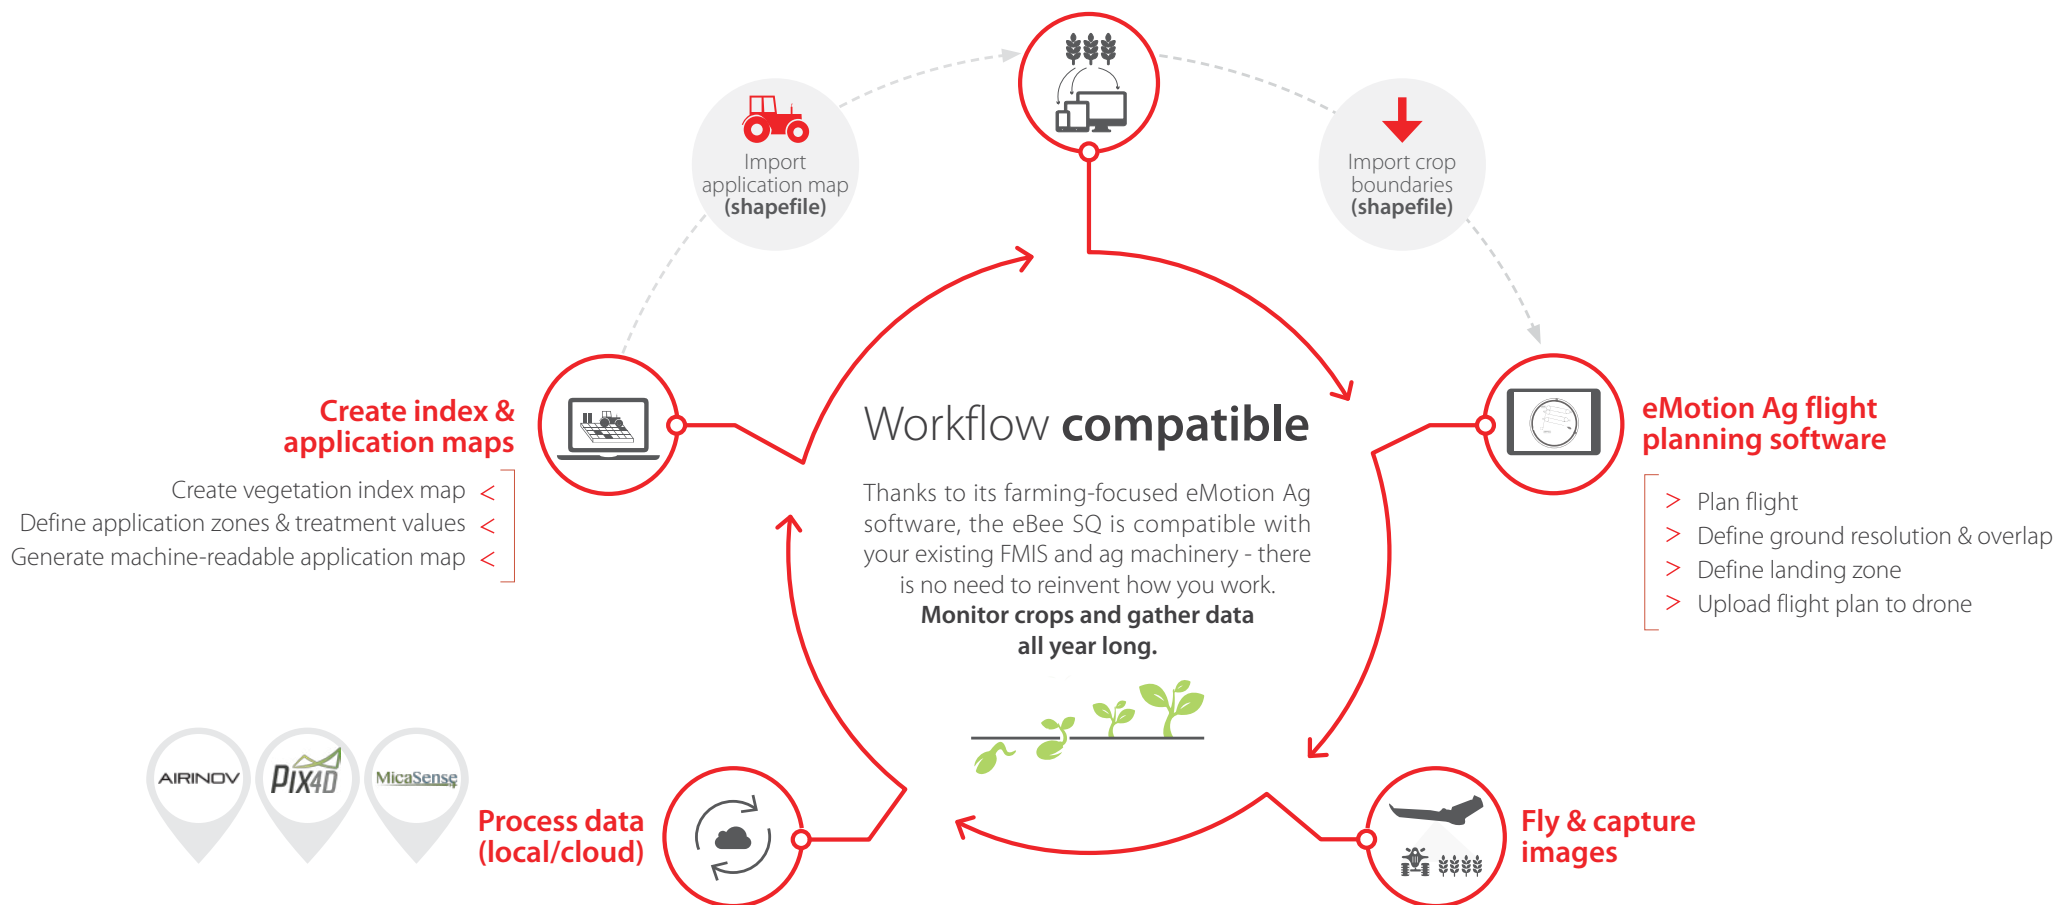 Import
application map
(shapefile)
Import crop
boundaries
(shapefile)
Create index &
application maps
Create vegetation index map <
Define application zones & treatment values <
Generate machine-readable application map <
Workflow compatible
Thanks to its farming-focused eMotion Ag
software, the eBee SQ is compatible with
your existing FMIS and ag machinery - there
is no need to reinvent how you work.
Monitor crops and gather data
all year long.
eMotion Ag flight
planning software
> Plan flight
> Define ground resolution & overlap
> Define landing zone
> Upload flight plan to drone
AIRINOV
PIX4D
MicaSense
Process data
(local/cloud)
Fly & capture
images